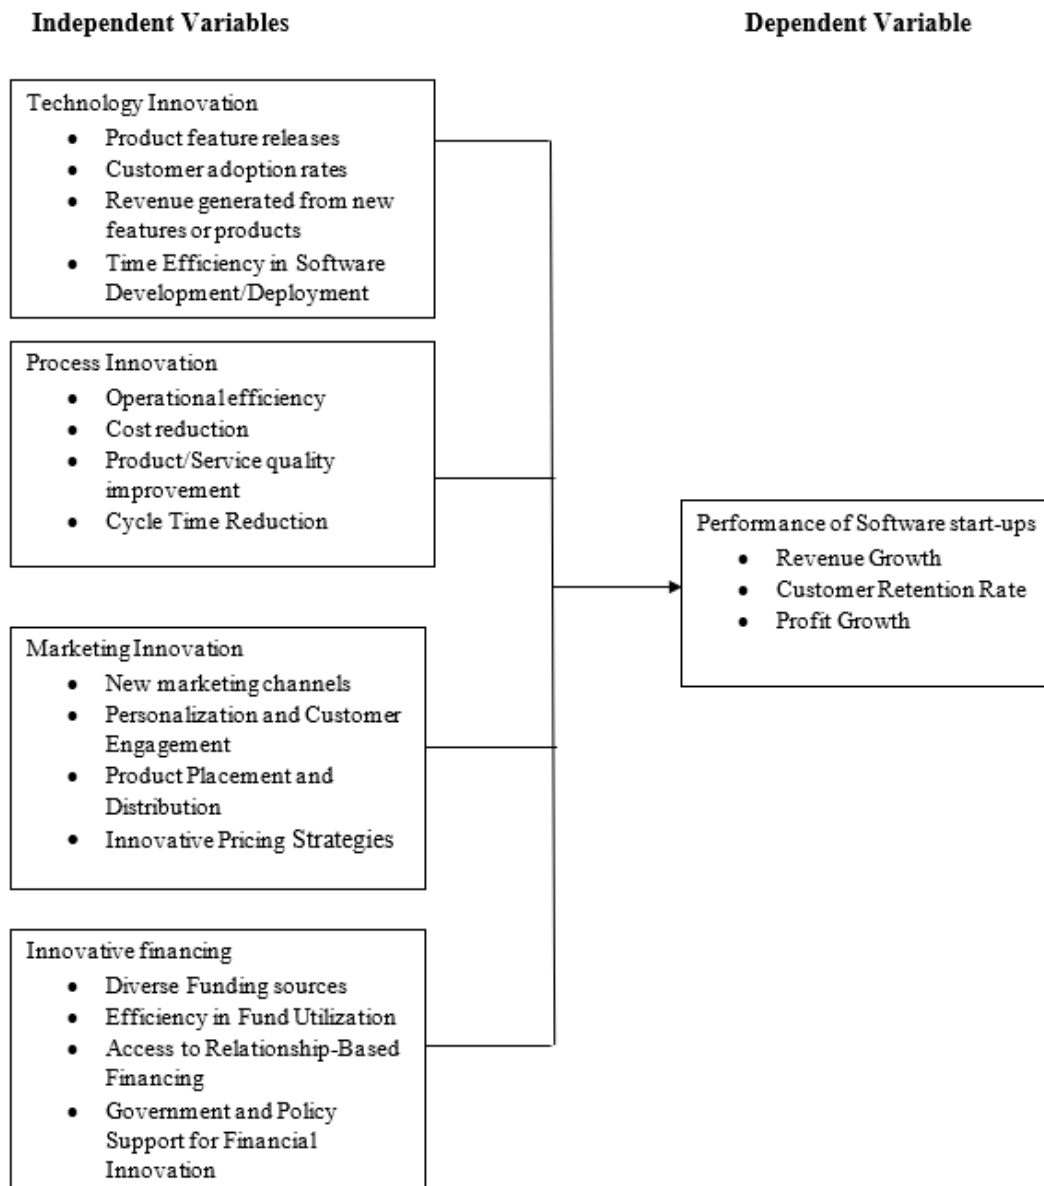 Independent Variables
Dependent Variable
Technology Innovation
• Product feature releases
• Customer adoption rates
• Revenue generated from new
features or products
• Time Efficiency in Software
Development/Deployment
Process Innovation
• Operational efficiency
• Cost reduction
• Product/Service quality
improvement
• Cycle Time Reduction
Marketing Innovation
• New marketing channels
• Personalization and Customer
Engagement
• Product Placement and
Distribution
• Innovative Pricing Strategies
Innovative financing
• Diverse Funding sources
• Efficiency in Fund Utilization
• Access to Relationship-Based
Financing
• Government and Policy
Support for Financial
Innovation
Performance of Software start-ups
• Revenue Growth
• Customer Retention Rate
• Profit Growth